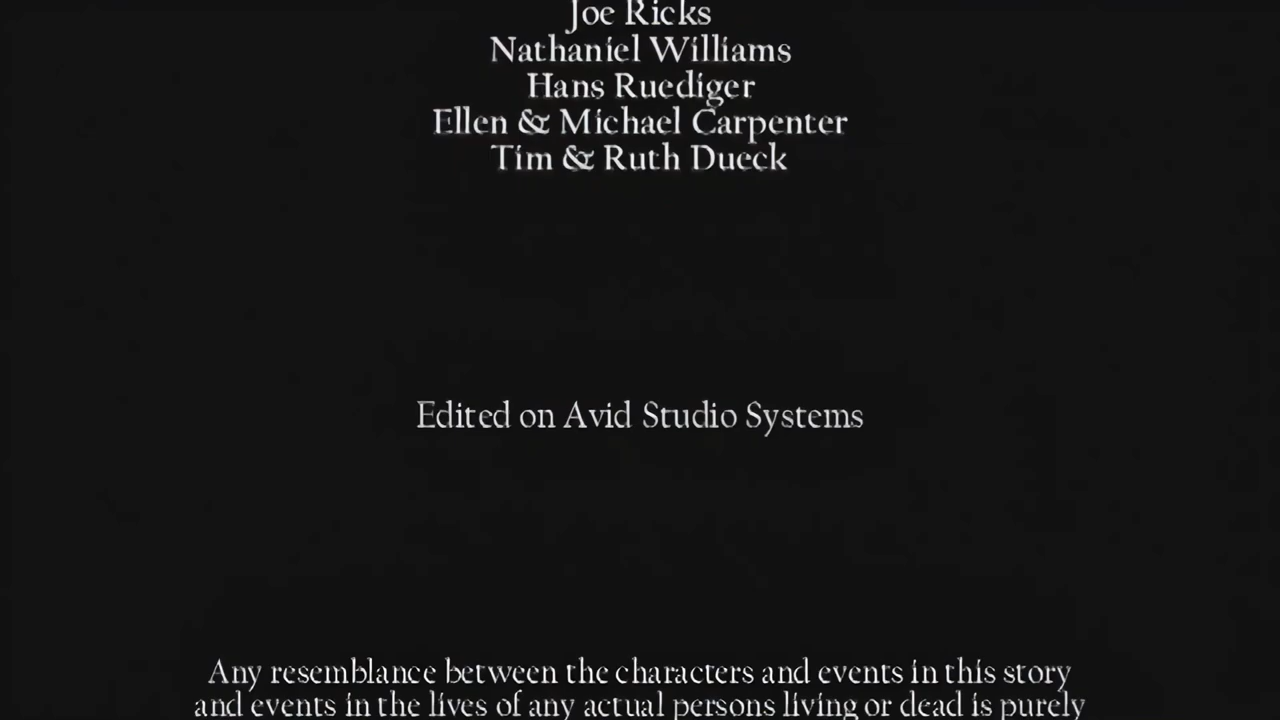 Joe Ricks
Nathaniel Williams
Hans Ruediger
Ellen & Michael Carpenter
Tim & Ruth Dueck
Edited on Avid Studio Systems
Any resemblance between the characters and events in this story
and events in the lives of any actual persons living or dead is purely